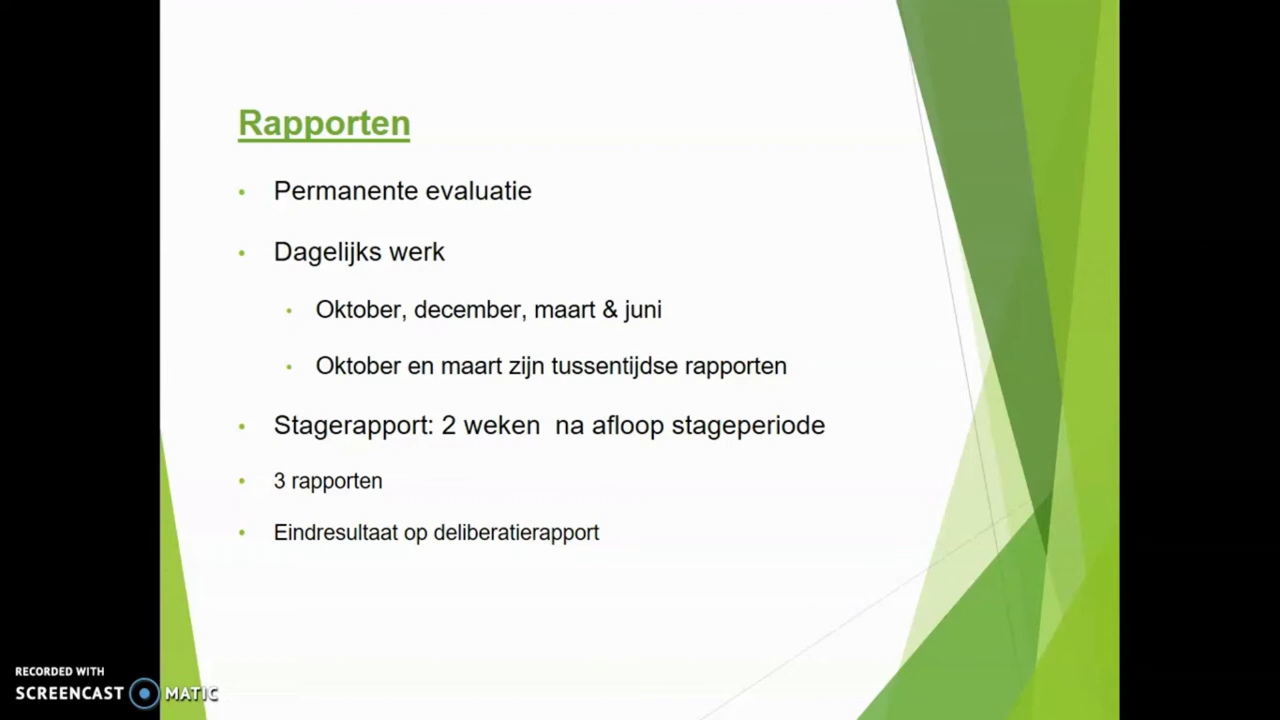 Rapporten
• Permanente evaluatie
• Dagelijks werk
• Oktober, december, maart & juni
• Oktober en maart zijn tussentijdse rapporten
• Stagerapport: 2 weken  na afloop stageperiode
• 3 rapporten
• Eindresultaat op deliberatierapport
RECORDED WITH
SCREENCAST MATIC